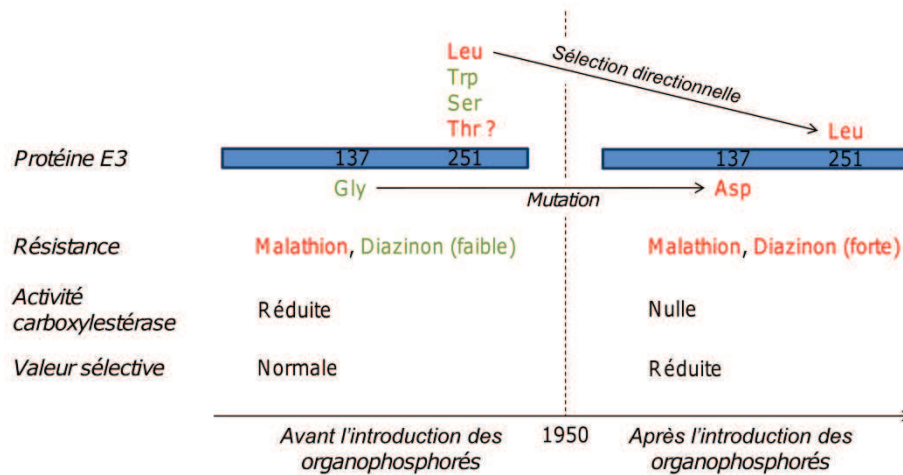 Leu
Trp
Ser
Thr ?
Sélection directionnelle
Leu
Protéine E3
137 251
137 251
Gly
Mutation
Asp
Résistance
Malathion, Diazinon (faible)
Malathion, Diazinon (forte)
Activité
carboxylestérase
Réduite
Nulle
Valeur sélective
Normale
Réduite
Avant l'introduction des
organophosphorés
1950
Après l'introduction des
organophosphorés